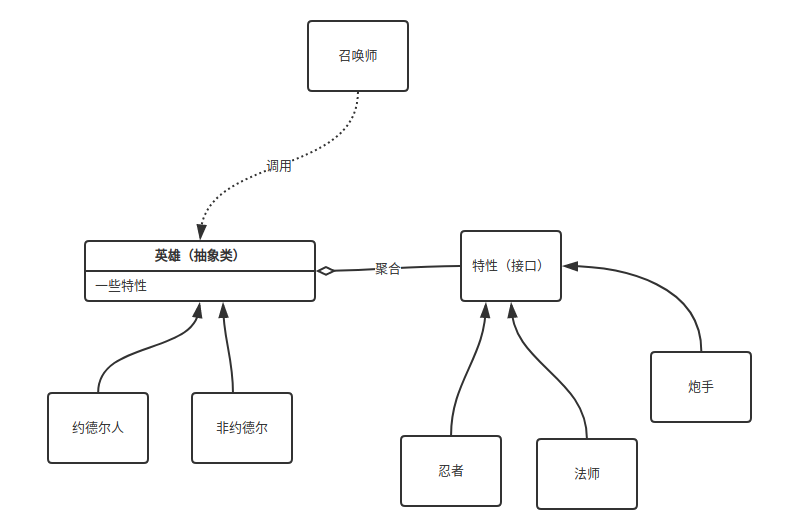 召唤师
调用
英雄（抽象类）
一些特性
聚合
特性（接口）
约德尔人
非约德尔
忍者
法师
炮手